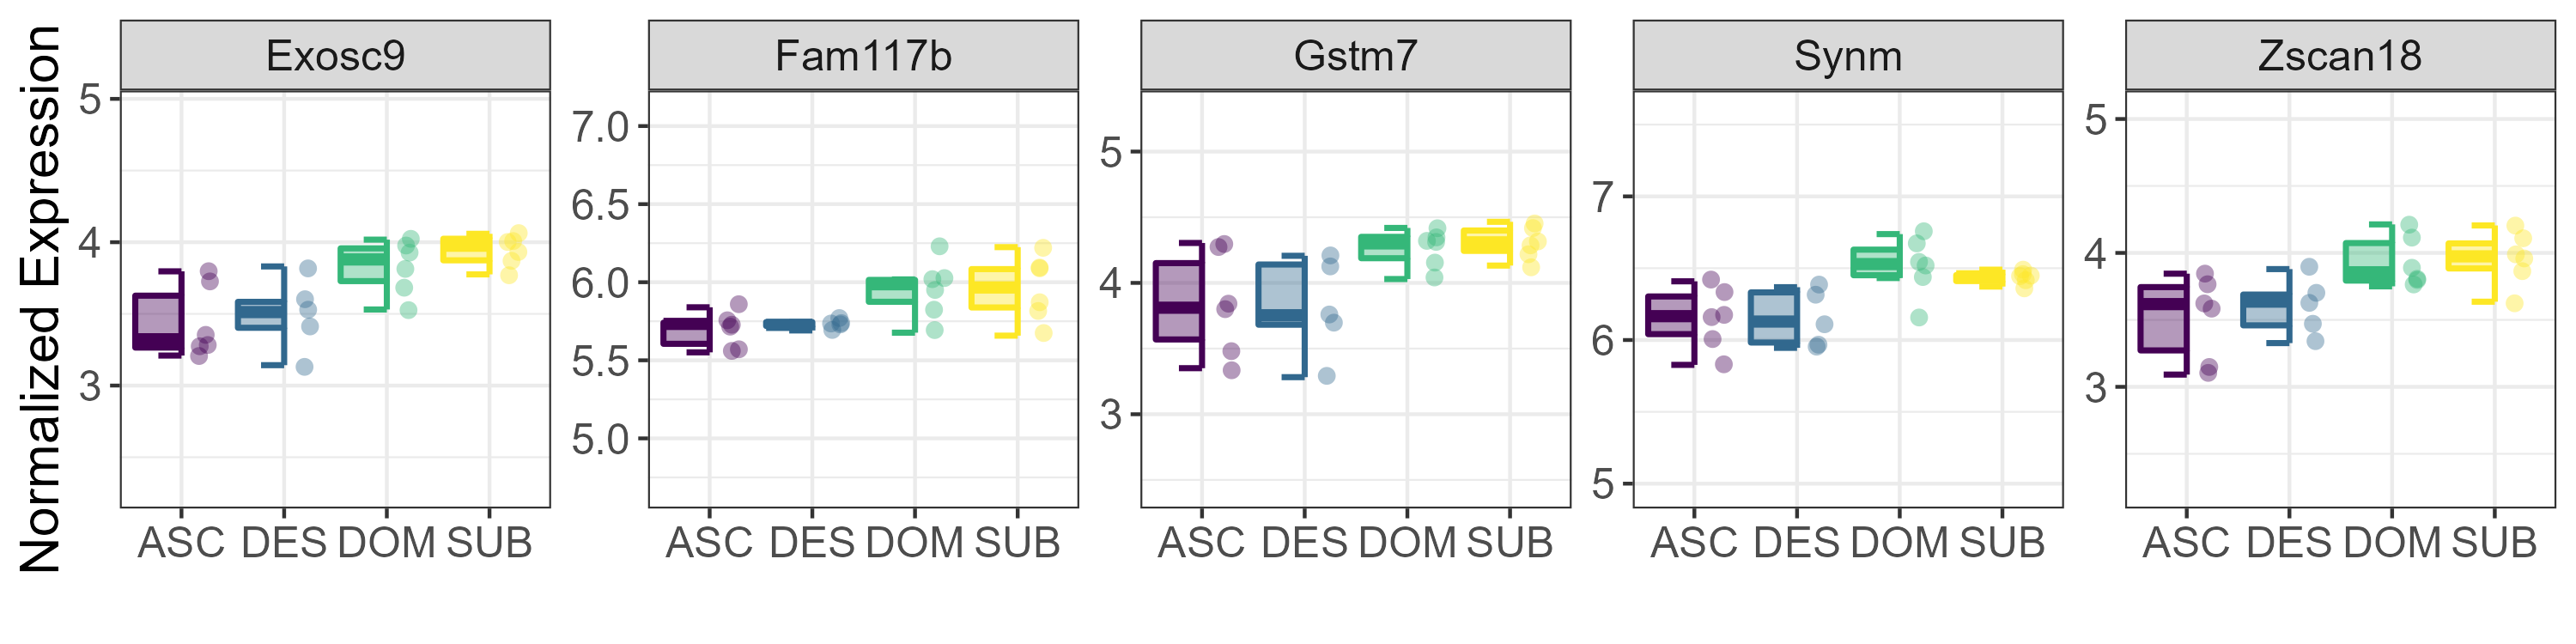 Normalized Expression
Exosc9
5
4
3
ASC DES DOM SUB
Fam117b
7.0
6.5
6.0
5.5
5.0
ASC DES DOM SUB
Gstm7
5
4
3
ASC DES DOM SUB
Synm
7
6
5
ASC DES DOM SUB
Zscan18
5
4
3
ASC DES DOM SUB